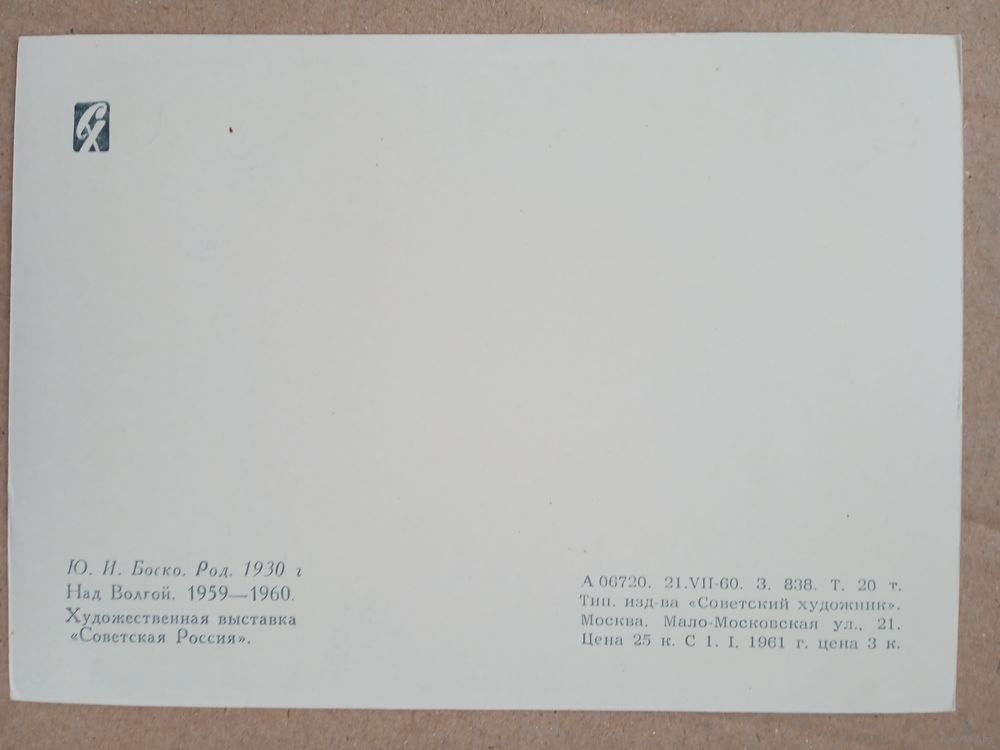 СХ
Ю. И. Боско. Род. 1930 г
Над Волгой. 1959—1960.
Художественная выставка
«Советская Россия».
А 06720. 21.VII-60. З. 838. Т. 20 т.
Тип. изд-ва «Советский художник».
Москва. Мало-Московская ул., 21.
Цена 25 к. С 1. I. 1961 г. цена 3 к.